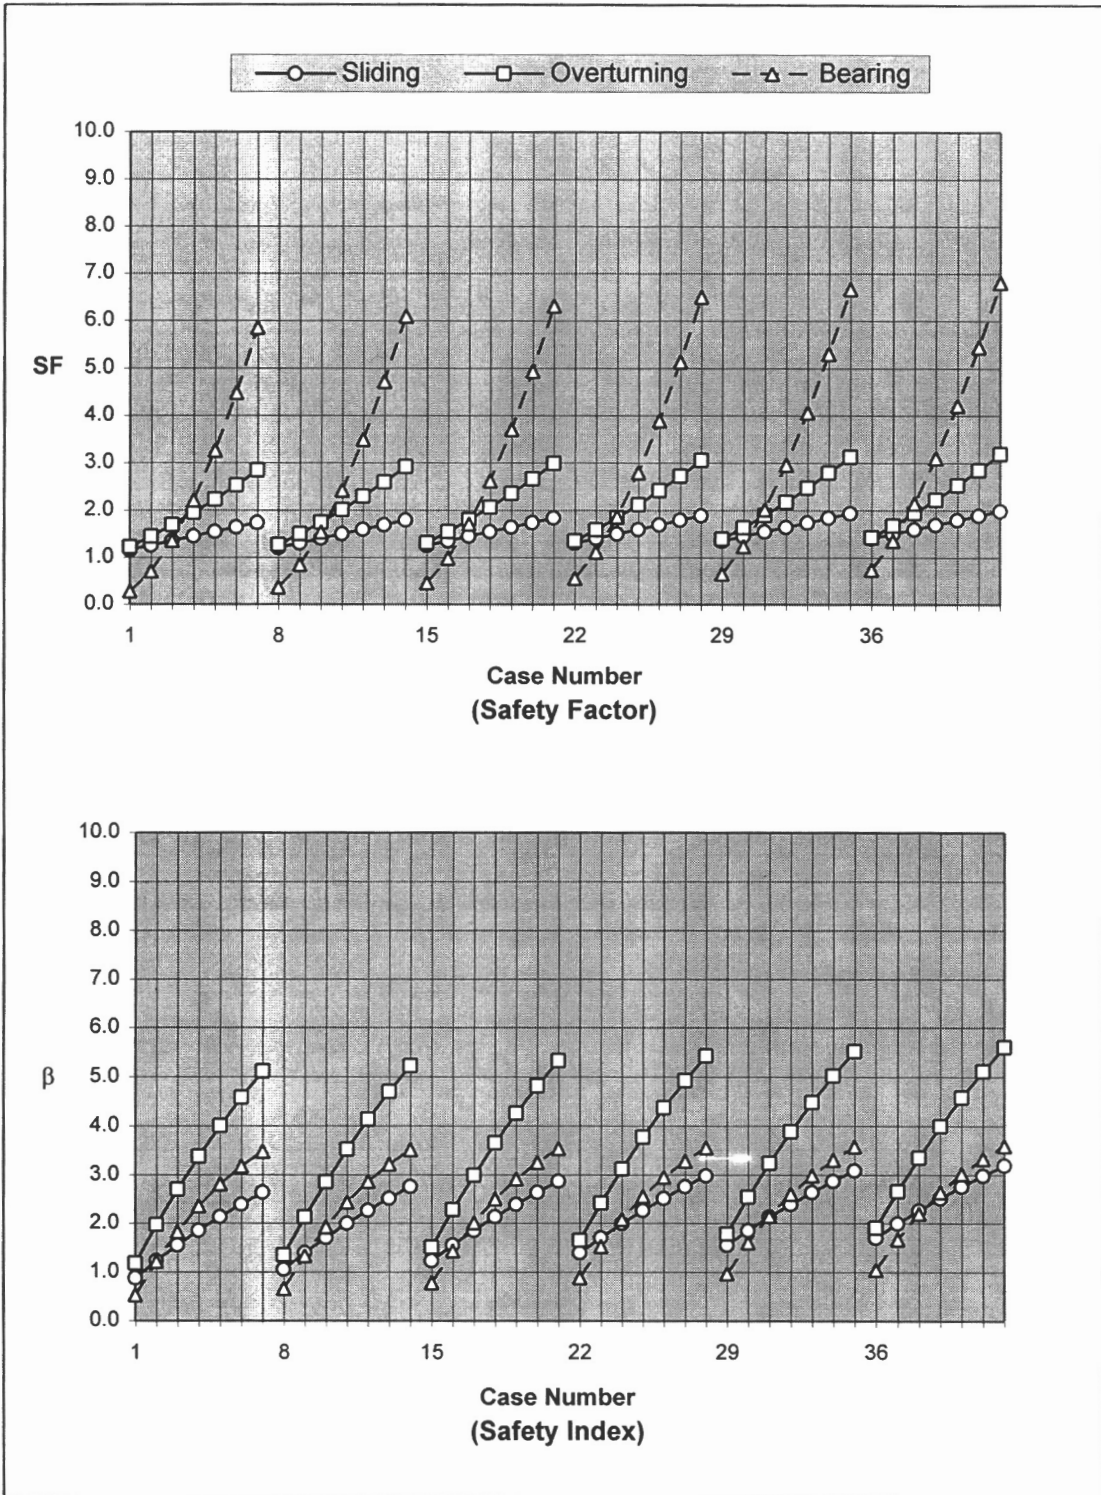 Sliding Overturning Bearing
10.0
9.0
8.0
7.0
6.0
SF
5.0
4.0
3.0
2.0
1.0
0.0
1 8 15 22 29 36
Case Number
(Safety Factor)
10.0
9.0
8.0
7.0
6.0
β
5.0
4.0
3.0
2.0
1.0
0.0
1 8 15 22 29 36
Case Number
(Safety Index)